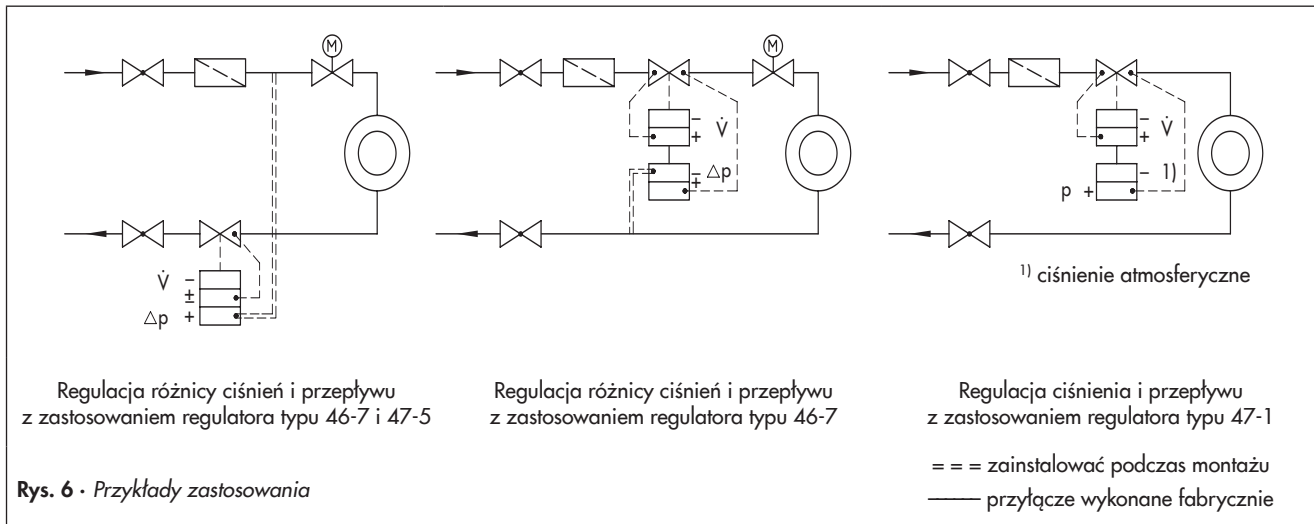 M
V̇
-
±
+
Δp
Regulacja różnicy ciśnień i przepływu
z zastosowaniem regulatora typu 46-7 i 47-5
M
-
+
V̇
-
+
Δp
Regulacja różnicy ciśnień i przepływu
z zastosowaniem regulatora typu 46-7
-
+
V̇
- 1)
p +
1) ciśnienie atmosferyczne
Regulacja ciśnienia i przepływu
z zastosowaniem regulatora typu 47-1
= = = zainstalować podczas montażu
—— przyłącze wykonane fabrycznie
Rys. 6 · Przykłady zastosowania